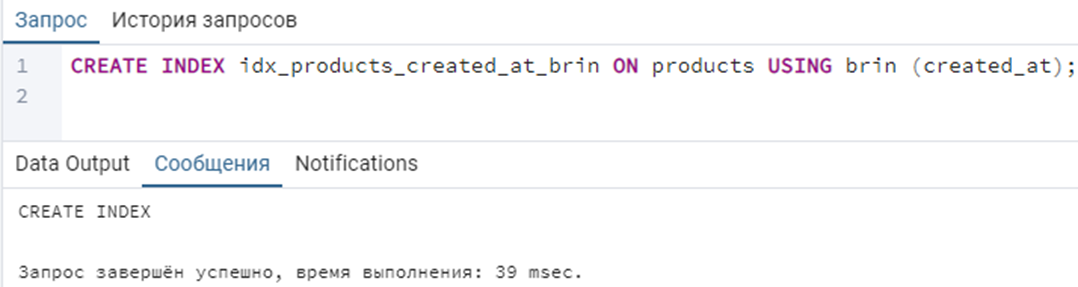 Запрос История запросов
1 CREATE INDEX idx_products_created_at_brin ON products USING brin (created_at);
2
Data Output Сообщения Notifications
CREATE INDEX
Запрос завершён успешно, время выполнения: 39 msec.